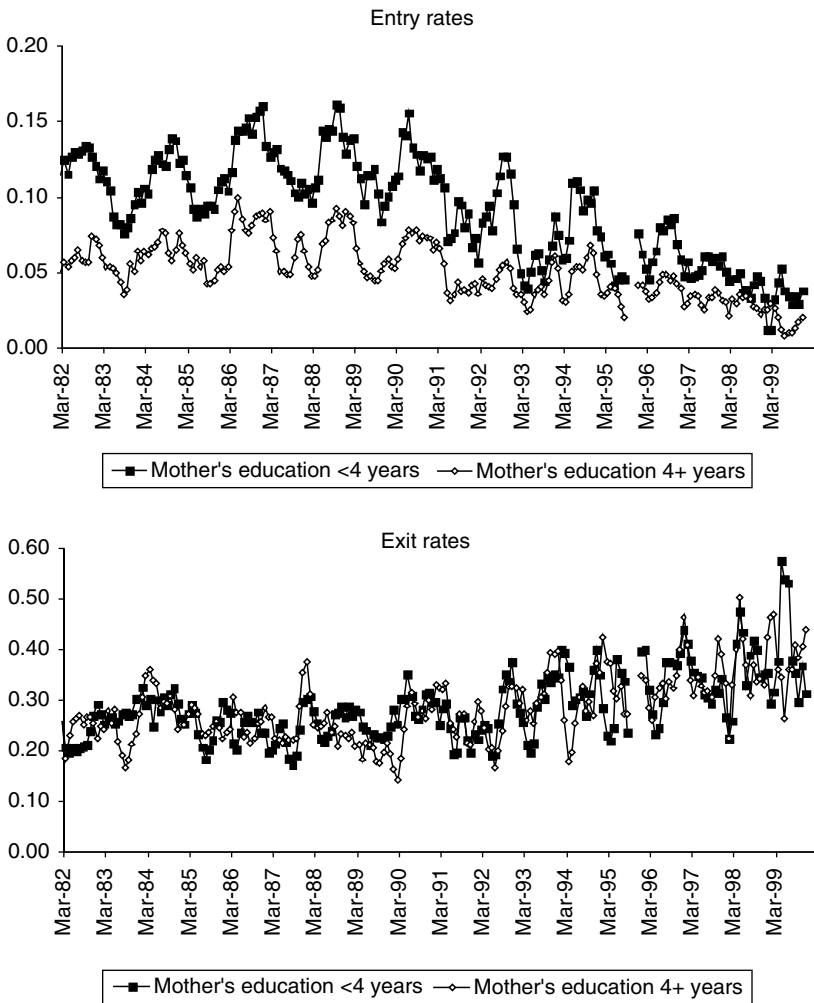 Entry rates
0.20
0.15
0.10
0.05
0.00
Mar-82
Mar-83
Mar-84
Mar-85
Mar-86
Mar-87
Mar-88
Mar-89
Mar-90
Mar-91
Mar-92
Mar-93
Mar-94
Mar-95
Mar-96
Mar-97
Mar-98
Mar-99
Mother's education <4 years Mother's education 4+ years
Exit rates
0.60
0.50
0.40
0.30
0.20
0.10
0.00
Mar-82
Mar-83
Mar-84
Mar-85
Mar-86
Mar-87
Mar-88
Mar-89
Mar-90
Mar-91
Mar-92
Mar-93
Mar-94
Mar-95
Mar-96
Mar-97
Mar-98
Mar-99
Mother's education <4 years Mother's education 4+ years